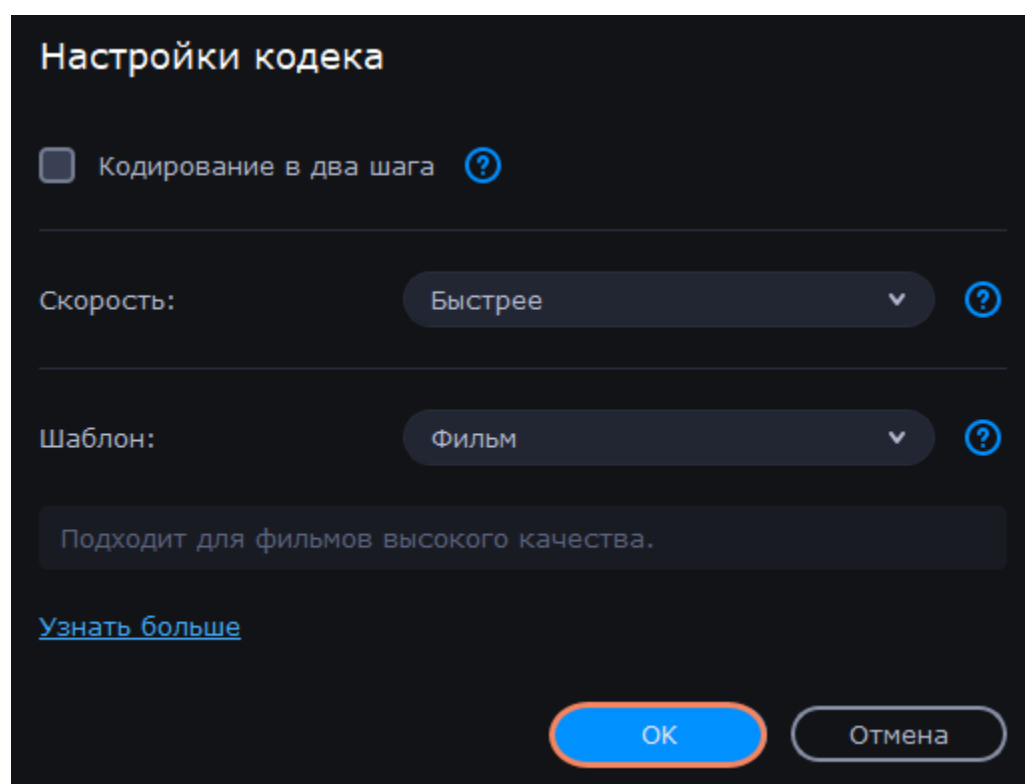 Настройки кодека
Кодирование в два шага ?
Скорость: Быстрее ?
Шаблон: Фильм ?
Подходит для фильмов высокого качества.
Узнать больше
OK Отмена